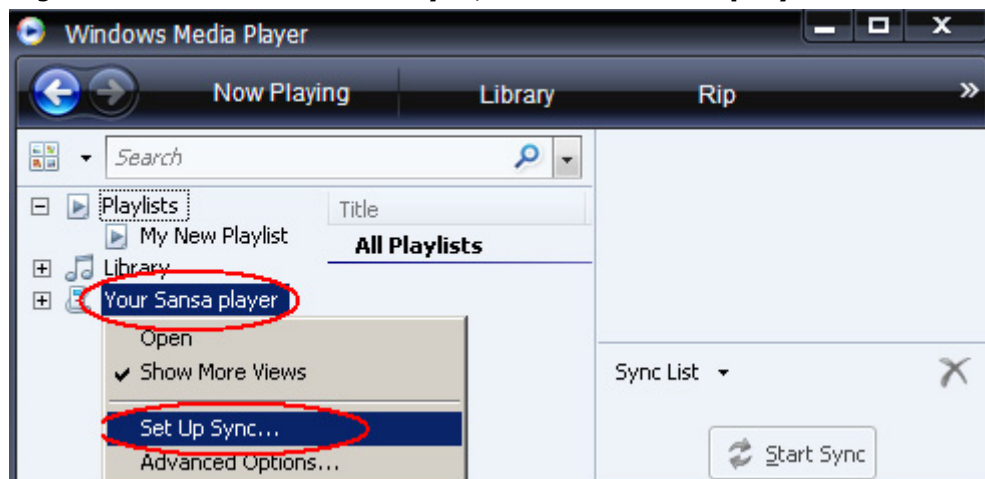 Windows Media Player
Now Playing Library Rip »
Search
Playlists Title
My New Playlist All Playlists
Library
Your Sansa player
Open
Show More Views Sync List
Set Up Sync...
Start Sync
Advanced Options...